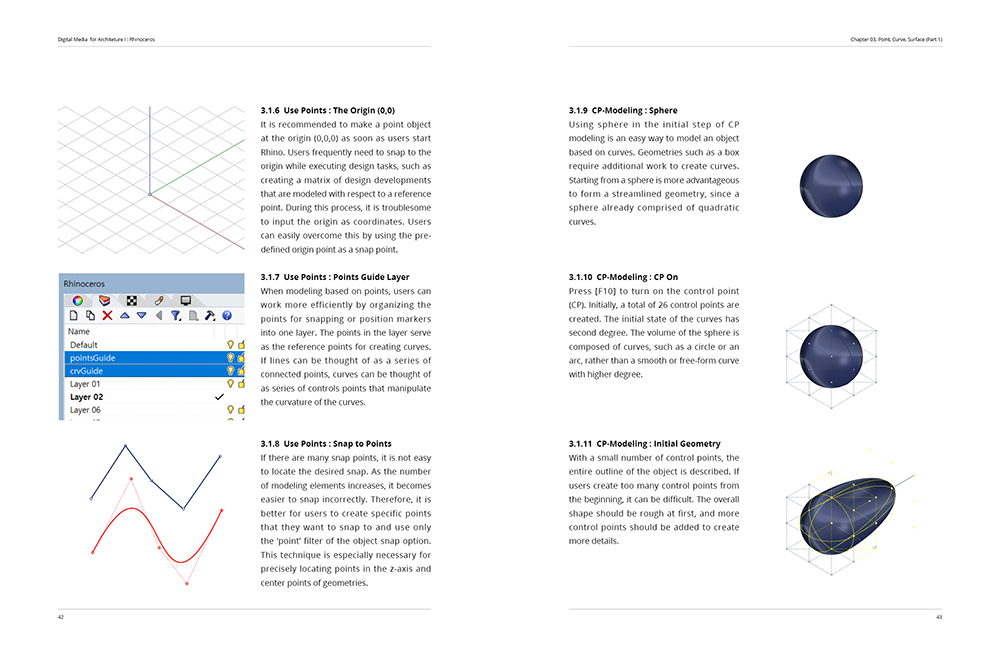 Digital Media for Architeture I : Rhinoceros
3.1.6 Use Points : The Origin (0,0)
It is recommended to make a point object
at the origin (0,0,0) as soon as users start
Rhino. Users frequently need to snap to the
origin while executing design tasks, such as
creating a matrix of design developments
that are modeled with respect to a reference
point. During this process, it is troublesome
to input the origin as coordinates. Users
can easily overcome this by using the pre-
defined origin point as a snap point.
Rhinoceros
Name
Default
pointsGuide
crvGuide
Layer 01
Layer 02
Layer 06
3.1.7 Use Points : Points Guide Layer
When modeling based on points, users can
work more efficiently by organizing the
points for snapping or position markers
into one layer. The points in the layer serve
as the reference points for creating curves.
If lines can be thought of as a series of
connected points, curves can be thought of
as series of controls points that manipulate
the curvature of the curves.
3.1.8 Use Points : Snap to Points
If there are many snap points, it is not easy
to locate the desired snap. As the number
of modeling elements increases, it becomes
easier to snap incorrectly. Therefore, it is
better for users to create specific points
that they want to snap to and use only
the 'point' filter of the object snap option.
This technique is especially necessary for
precisely locating points in the z-axis and
center points of geometries.
42
Chapter 03. Point, Curve, Surface (Part 1)
3.1.9 CP-Modeling : Sphere
Using sphere in the initial step of CP
modeling is an easy way to model an object
based on curves. Geometries such as a box
require additional work to create curves.
Starting from a sphere is more advantageous
to form a streamlined geometry, since a
sphere already comprised of quadratic
curves.
3.1.10 CP-Modeling : CP On
Press [F10] to turn on the control point
(CP). Initially, a total of 26 control points are
created. The initial state of the curves has
second degree. The volume of the sphere is
composed of curves, such as a circle or an
arc, rather than a smooth or free-form curve
with higher degree.
3.1.11 CP-Modeling : Initial Geometry
With a small number of control points, the
entire outline of the object is described. If
users create too many control points from
the beginning, it can be difficult. The overall
shape should be rough at first, and more
control points should be added to create
more details.
43